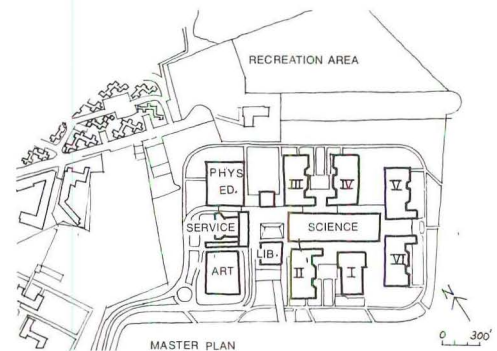 RECREATION AREA
PHYS
ED.
III
IV
V
SERVICE
SCIENCE
LIB.
ART
II
I
VI
N
0 300'
MASTER PLAN